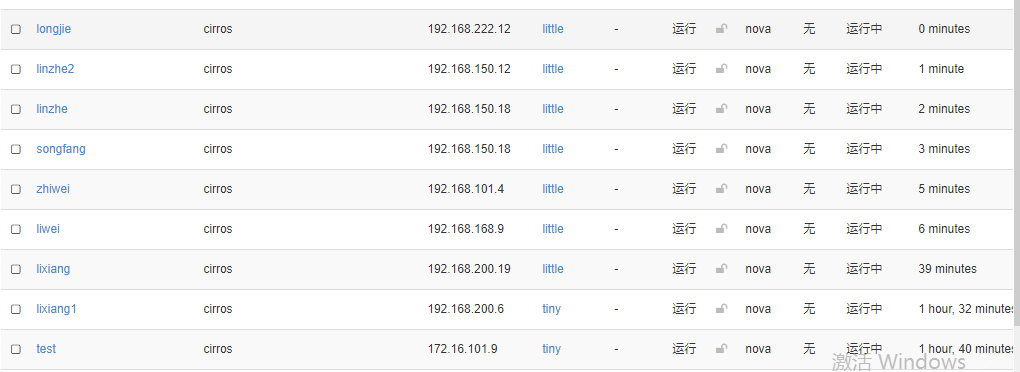 longjie cirros 192.168.222.12 little - 运行 nova 无 运行中 0 minutes
linzhe2 cirros 192.168.150.12 little - 运行 nova 无 运行中 1 minute
linzhe cirros 192.168.150.18 little - 运行 nova 无 运行中 2 minutes
songfang cirros 192.168.150.18 little - 运行 nova 无 运行中 3 minutes
zhiwei cirros 192.168.101.4 little - 运行 nova 无 运行中 5 minutes
liwei cirros 192.168.168.9 little - 运行 nova 无 运行中 6 minutes
lixiang cirros 192.168.200.19 little - 运行 nova 无 运行中 39 minutes
lixiang1 cirros 192.168.200.6 tiny - 运行 nova 无 运行中 1 hour, 32 minutes
test cirros 172.16.101.9 tiny - 运行 nova 无 运行中 1 hour, 40 minutes
激活 Windows